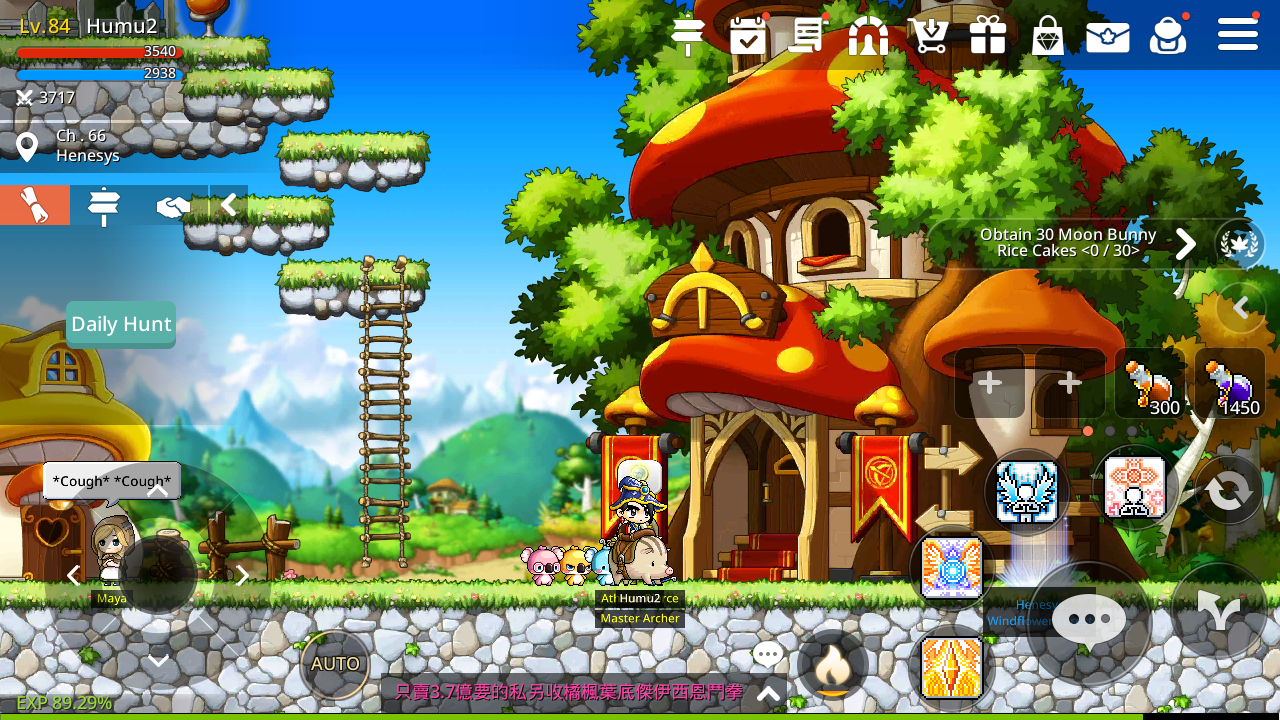 Lv.84 Humu2
3540
2938
3717
Ch . 66
Henesys
Obtain 30 Moon Bunny
Rice Cakes <0 / 30>
Daily Hunt
300
1450
*Cough* *Cough*
Maya
Humu2
Master Archer
AUTO
只賣3.7億要的私另收橘楓葉底傑伊西恩鬥拳
EXP 89.29%